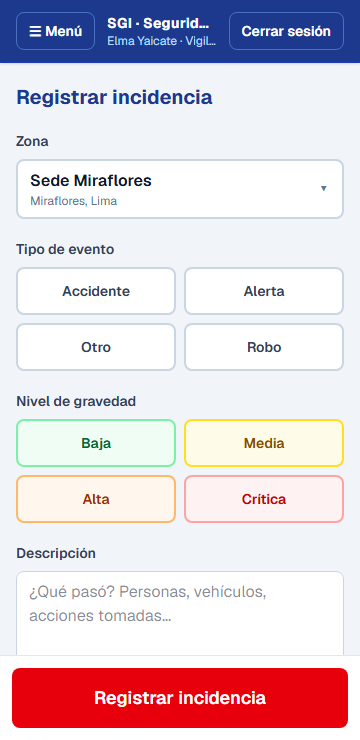 ☰ Menú
SGI · Segurid…
Elma Yaicate · Vigil…
Cerrar sesión
Registrar incidencia
Zona
Sede Miraflores
Miraflores, Lima
Tipo de evento
Accidente
Alerta
Otro
Robo
Nivel de gravedad
Baja
Media
Alta
Crítica
Descripción
¿Qué pasó? Personas, vehículos,
acciones tomadas…
Registrar incidencia